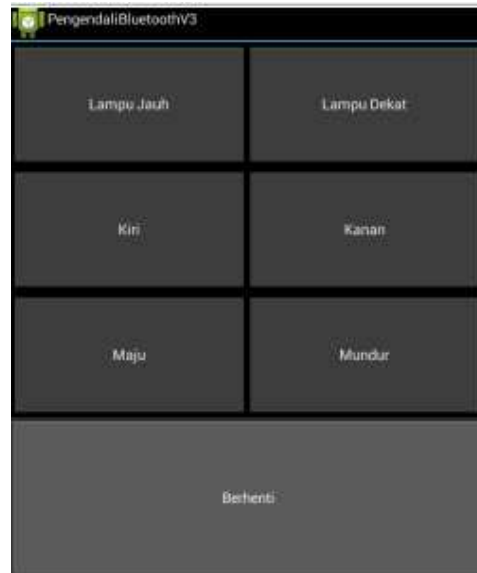 PengendaliBluetoothV3
Lampu Jauh
Lampu Dekat
Kiri
Kanan
Maju
Mundur
Berhenti